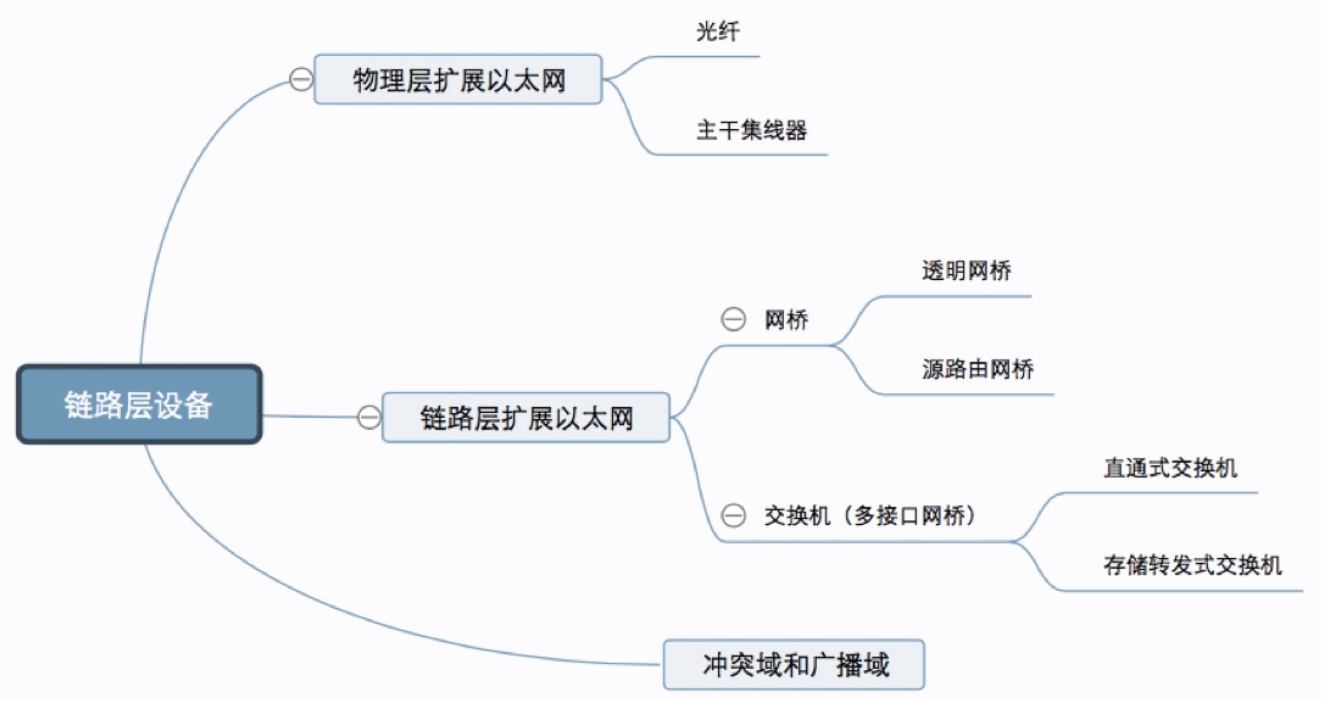 光纤
物理层扩展以太网
主干集线器
透明网桥
网桥
源路由网桥
链路层设备
链路层扩展以太网
直通式交换机
交换机（多接口网桥）
存储转发式交换机
冲突域和广播域